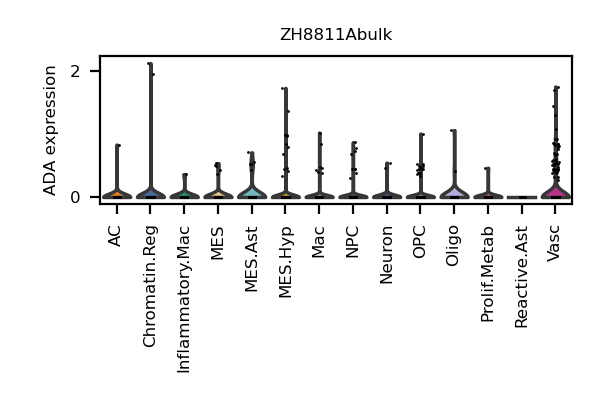 ZH8811Abulk
ADA expression
2
0
AC
Chromatin.Reg
Inflammatory.Mac
MES
MES.Ast
MES.Hyp
Mac
NPC
Neuron
OPC
Oligo
Prolif.Metab
Reactive.Ast
Vasc